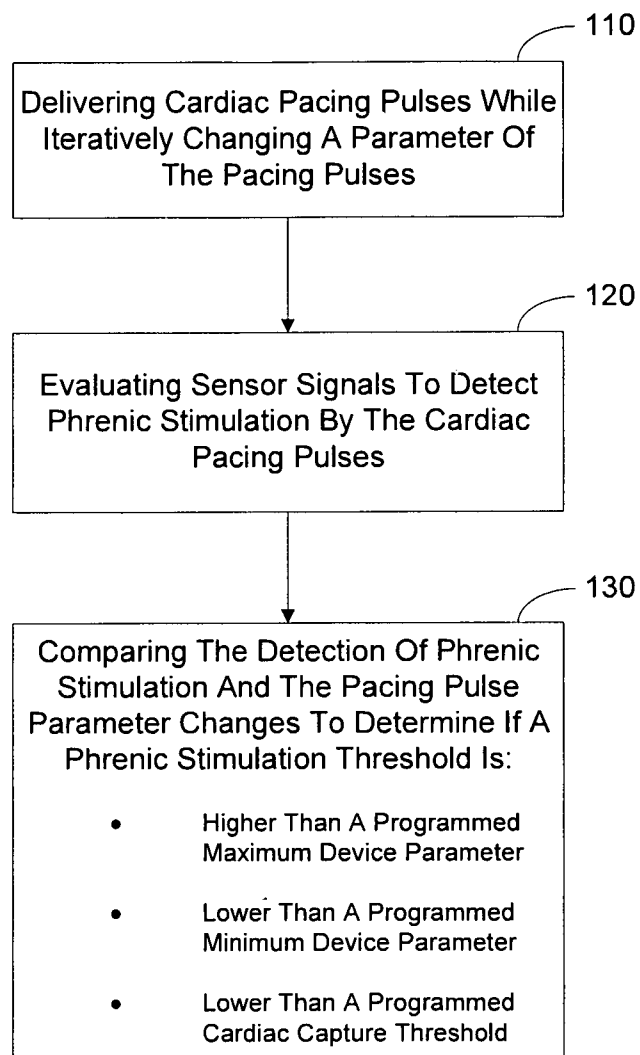 110
Delivering Cardiac Pacing Pulses While
Iteratively Changing A Parameter Of
The Pacing Pulses
120
Evaluating Sensor Signals To Detect
Phrenic Stimulation By The Cardiac
Pacing Pulses
130
Comparing The Detection Of Phrenic
Stimulation And The Pacing Pulse
Parameter Changes To Determine If A
Phrenic Stimulation Threshold Is:
• Higher Than A Programmed
Maximum Device Parameter
• Lower Than A Programmed
Minimum Device Parameter
• Lower Than A Programmed
Cardiac Capture Threshold